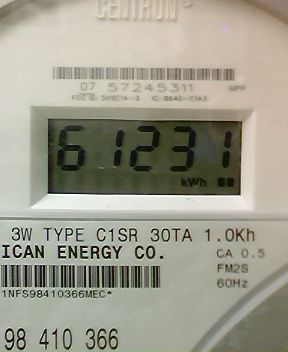 CENTRON®
07 57245311
61231
kWh
3W TYPE C1SR 30TA 1.0Kh
ICAN ENERGY CO. CA 0.5
FM2S
1NFS98410366MEC* 60Hz
98 410 366